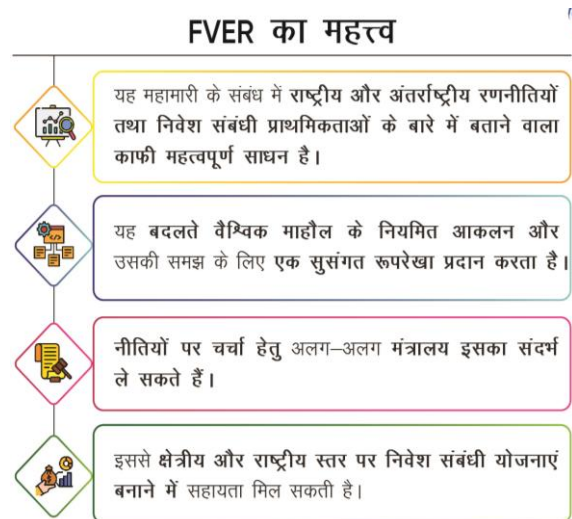 FVER का महत्त्व
यह महामारी के संबंध में राष्ट्रीय और अंतर्राष्ट्रीय रणनीतियों
तथा निवेश संबंधी प्राथमिकताओं के बारे में बताने वाला
काफी महत्वपूर्ण साधन है।
यह बदलते वैश्विक माहौल के नियमित आकलन और
उसकी समझ के लिए एक सुसंगत रूपरेखा प्रदान करता है।
नीतियों पर चर्चा हेतु अलग–अलग मंत्रालय इसका संदर्भ
ले सकते हैं।
इससे क्षेत्रीय और राष्ट्रीय स्तर पर निवेश संबंधी योजनाएं
बनाने में सहायता मिल सकती है।